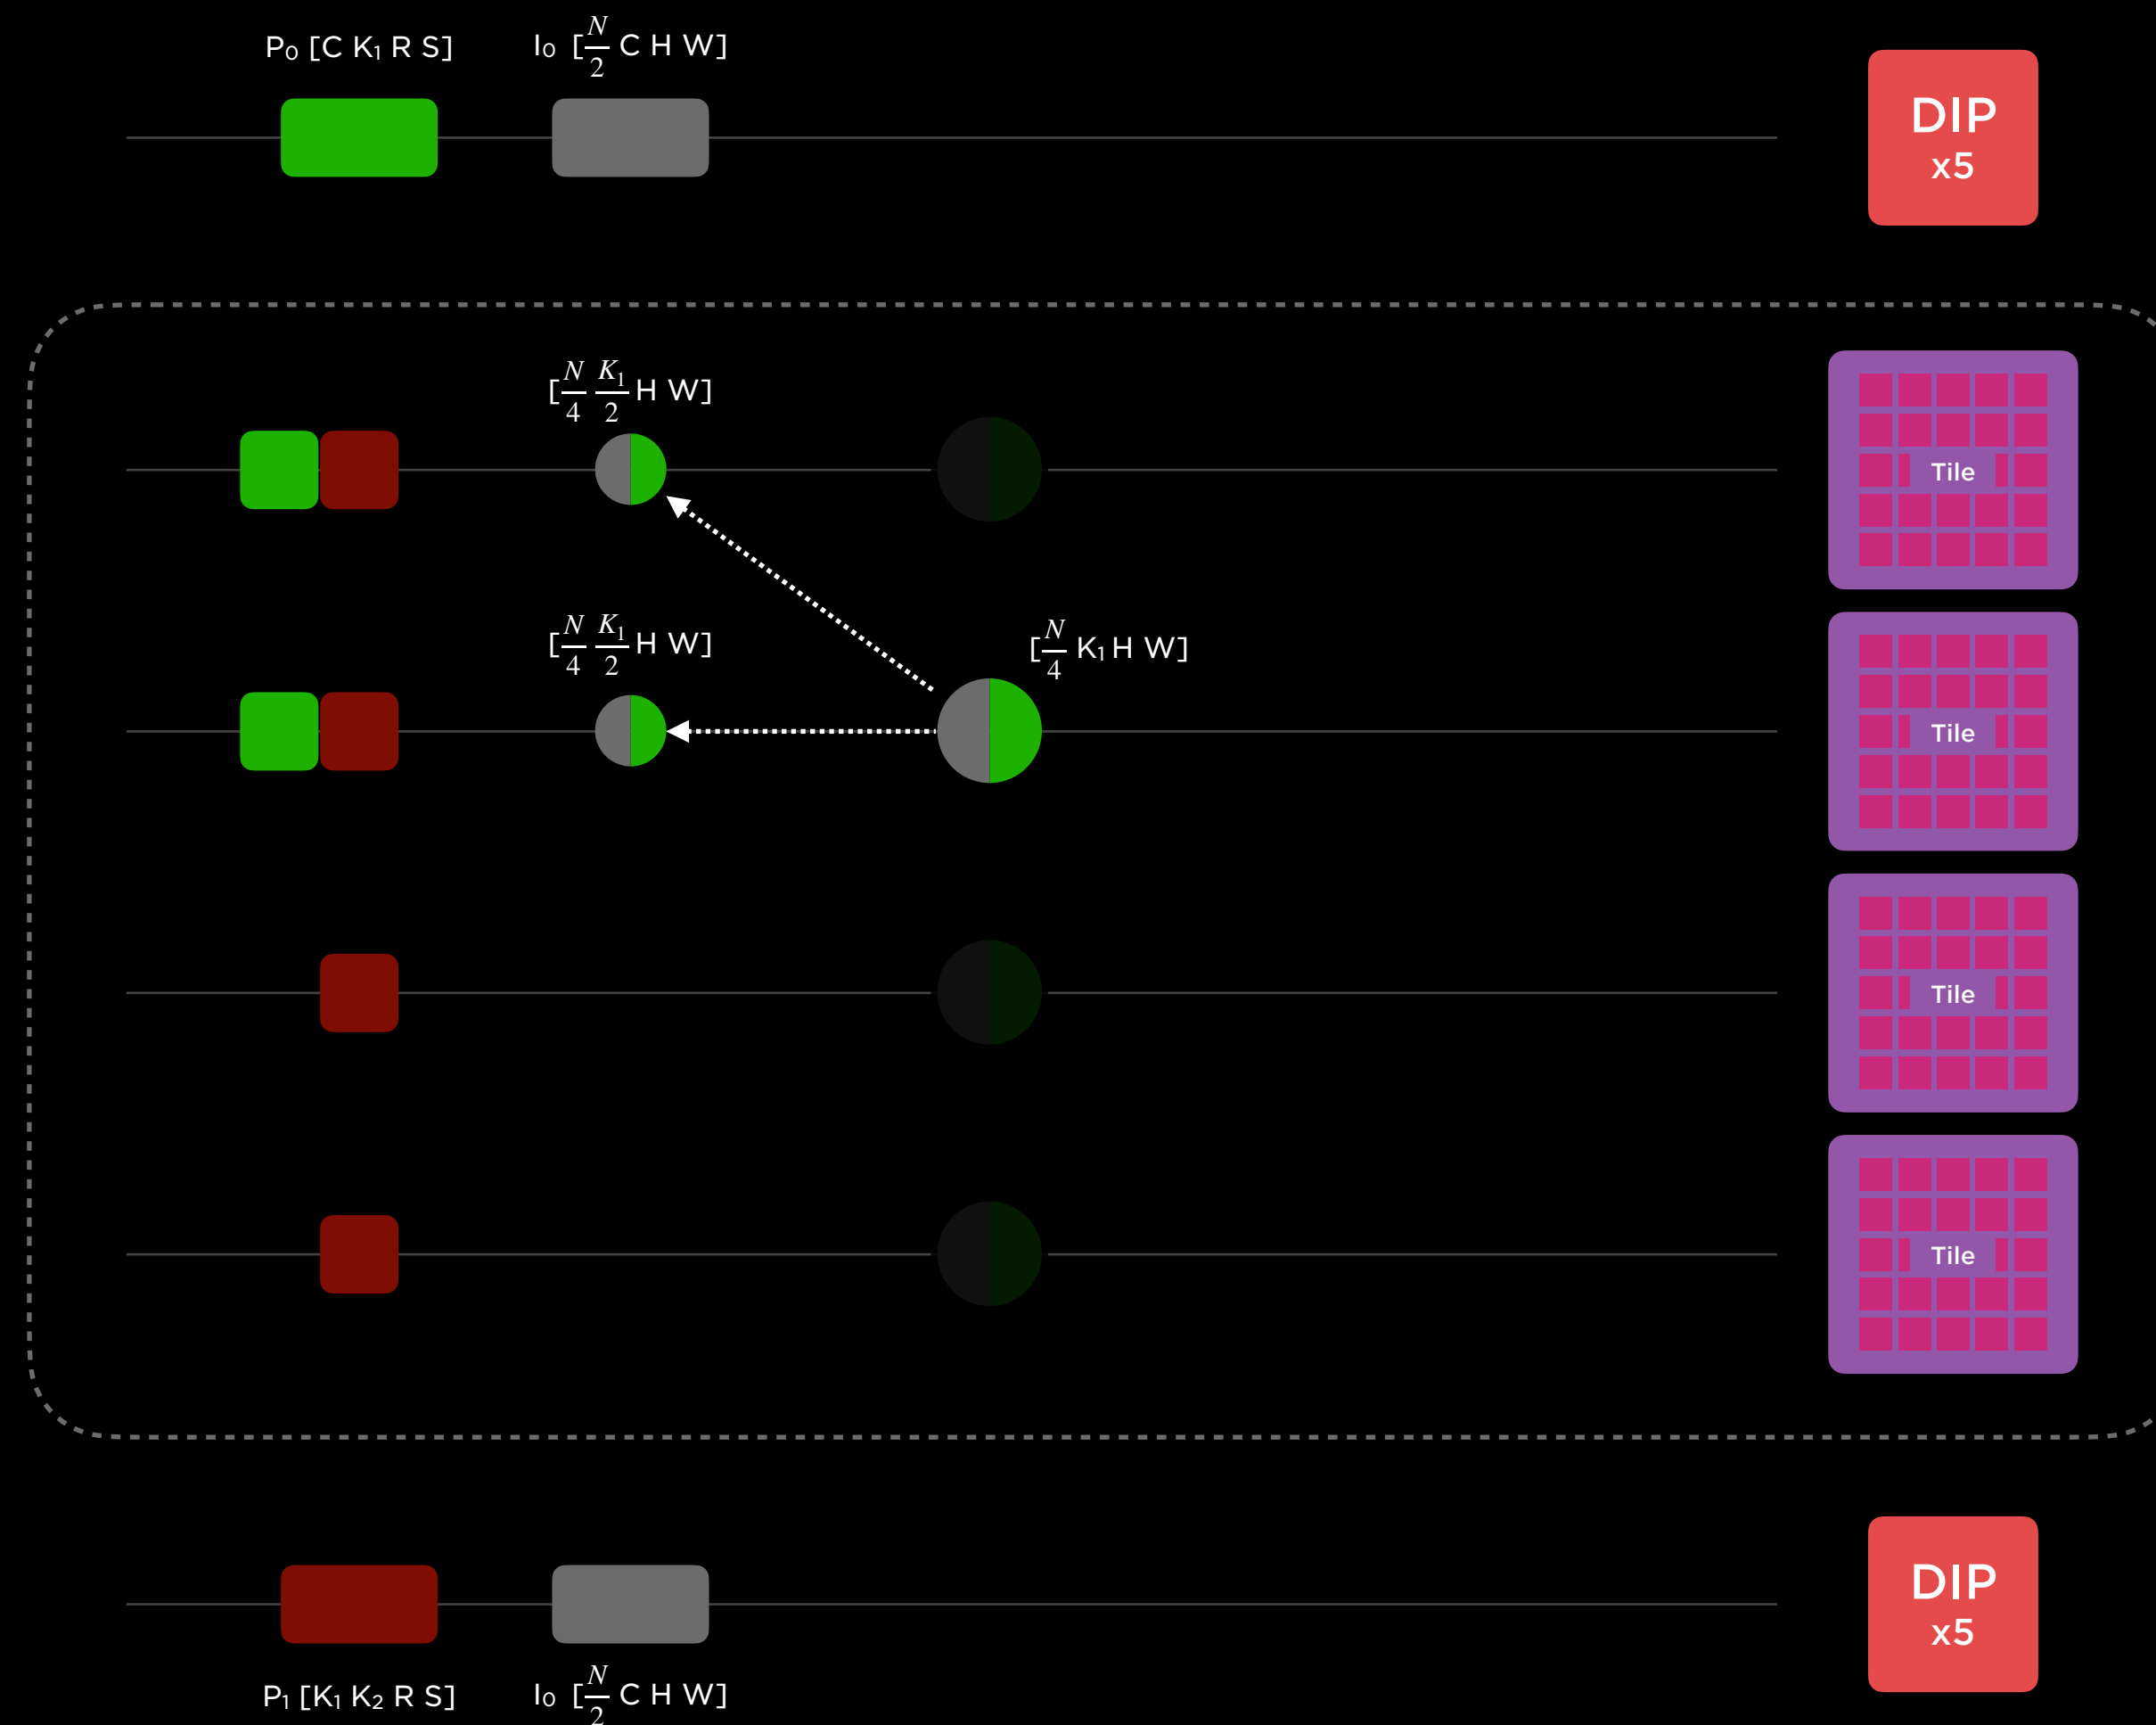 P₀ [C K₁ R S]
I₀ [N/2 C H W]
DIP
x5
[N/4 K₁/2 H W]
Tile
[N/4 K₁/2 H W]
[N/4 K₁ H W]
Tile
Tile
Tile
DIP
x5
P₁ [K₁ K₂ R S]
I₀ [N/2 C H W]